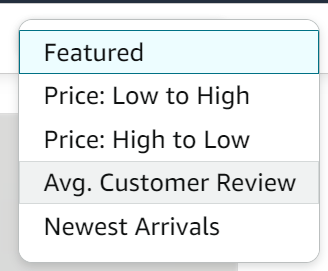 Featured
Price: Low to High
Price: High to Low
Avg. Customer Review
Newest Arrivals